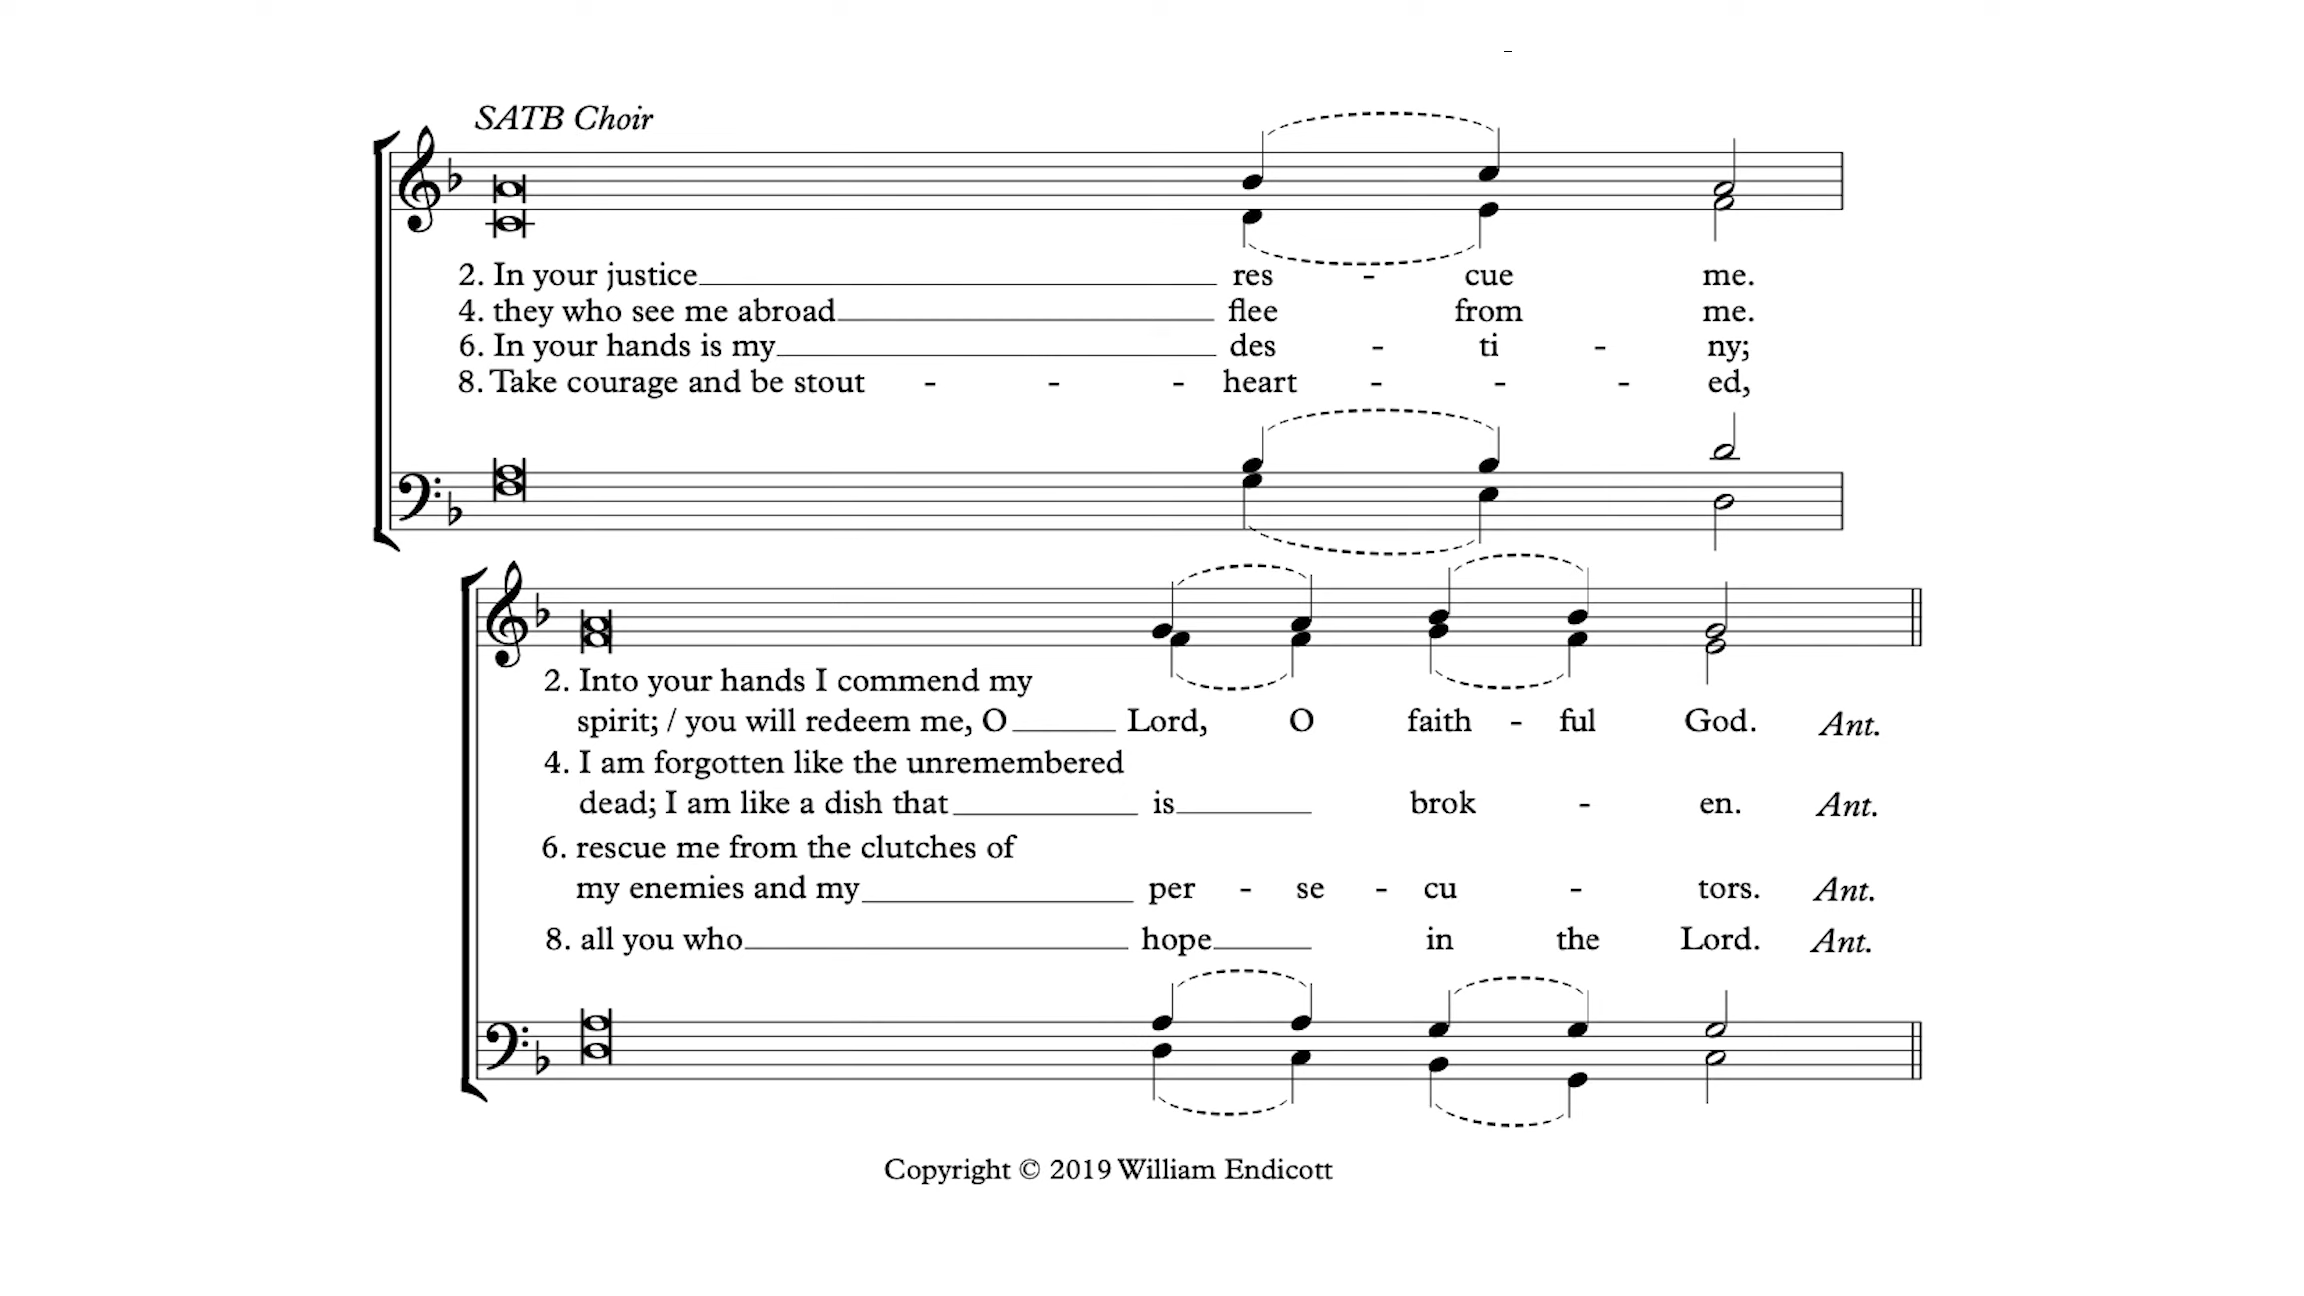 SATB Choir
2. In your justice res - cue me.
4. they who see me abroad flee from me.
6. In your hands is my des - ti - ny;
8. Take courage and be stout - - - heart - - - ed,
2. Into your hands I commend my
spirit; / you will redeem me, O Lord, O faith - ful God. Ant.
4. I am forgotten like the unremembered
dead; I am like a dish that is brok - en. Ant.
6. rescue me from the clutches of
my enemies and my per - se - cu - tors. Ant.
8. all you who hope in the Lord. Ant.
Copyright © 2019 William Endicott